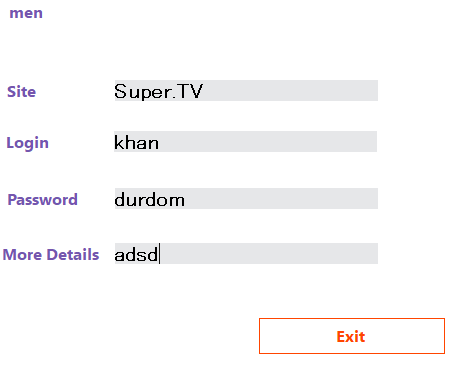 men
Site Super.TV
Login khan
Password durdom
More Details adsd
Exit